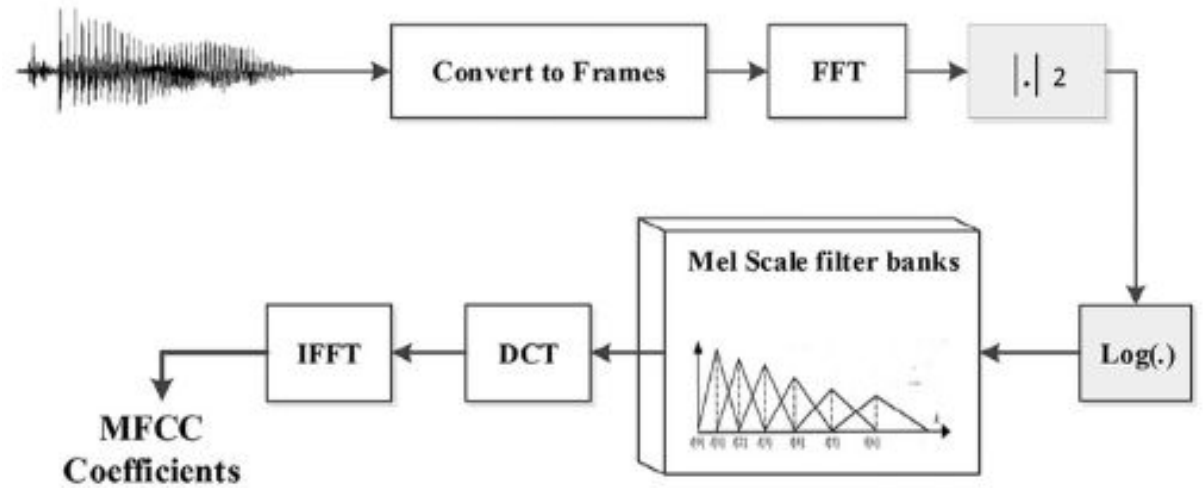 Convert to Frames
FFT
|.| 2
Log(.)
Mel Scale filter banks
DCT
IFFT
MFCC
Coefficients